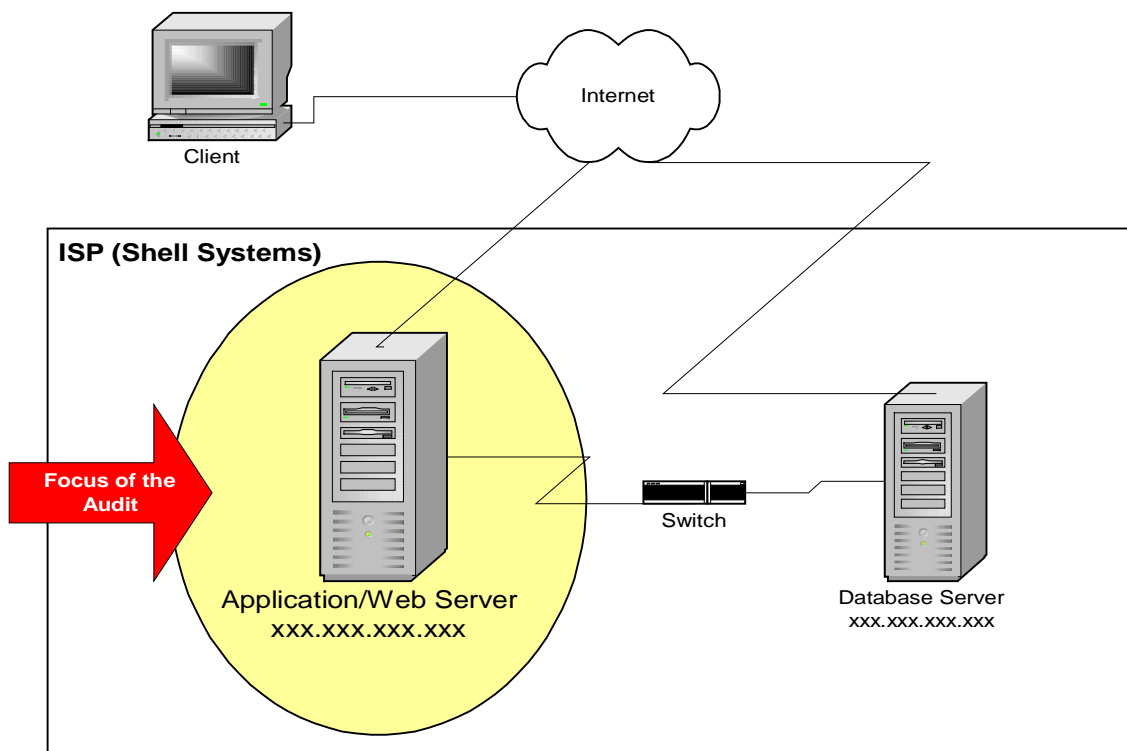 Internet
Client
ISP (Shell Systems)
Focus of the
Audit
Switch
Application/Web Server
xxx.xxx.xxx.xxx
Database Server
xxx.xxx.xxx.xxx